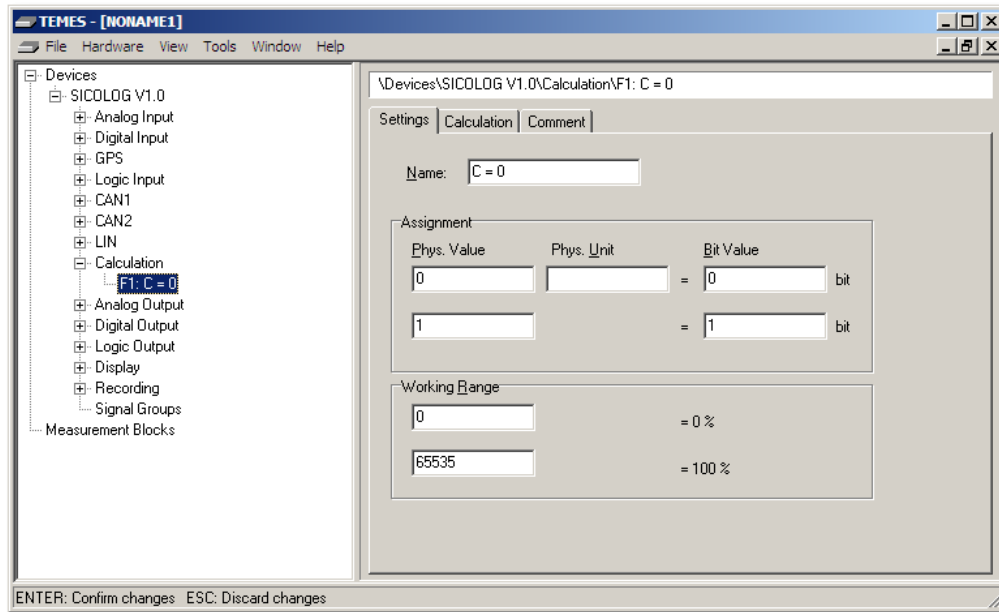 TEMES - [NONAME1]
File Hardware View Tools Window Help
Devices
SICOLOG V1.0
Analog Input
Digital Input
GPS
Logic Input
CAN1
CAN2
LIN
Calculation
F1: C = 0
Analog Output
Digital Output
Logic Output
Display
Recording
Signal Groups
Measurement Blocks
\Devices\SICOLOG V1.0\Calculation\F1: C = 0
Settings Calculation Comment
Name: C = 0
Assignment
Phys. Value Phys. Unit Bit Value
0 = 0 bit
1 = 1 bit
Working Range
0 = 0 %
65535 = 100 %
ENTER: Confirm changes ESC: Discard changes